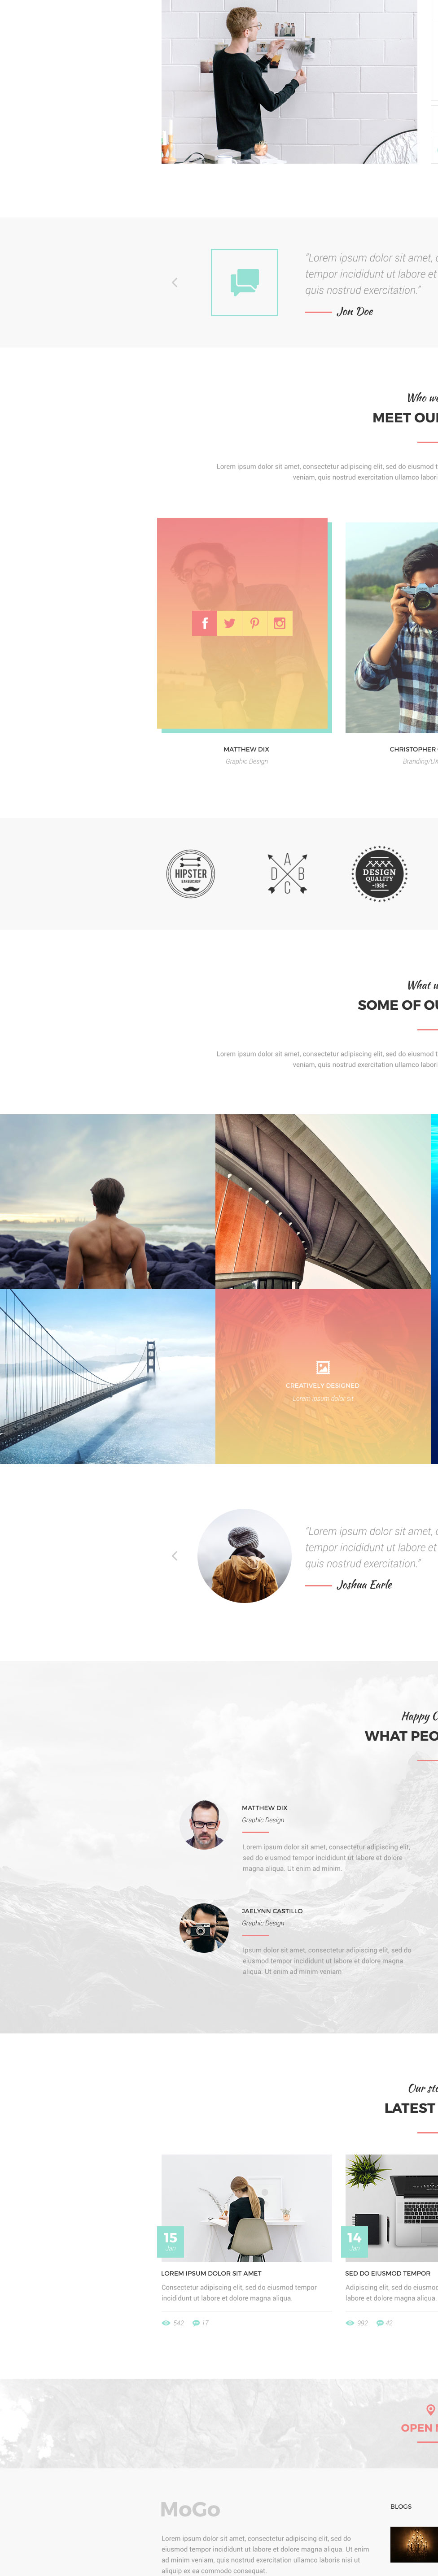 "Lorem ipsum dolor sit amet,
tempor incididunt ut labore et
quis nostrud exercitation."
Jon Doe
Who
MEET
Lorem ipsum dolor sit amet, consectetur adipiscing elit, sed do eiusmod
veniam, quis nostrud exercitation ullamco
MATTHEW DIX
Graphic Design
CHRISTOPHER
Branding/UX
HIPSTER
BARBERSHOP
A
D B
C
DESIGN
QUALITY
1980
What
SOME OF
Lorem ipsum dolor sit amet, consectetur adipiscing elit, sed do eiusmod
veniam, quis nostrud exercitation ullamco
CREATIVELY DESIGNED
Lorem ipsum dolor sit
"Lorem ipsum dolor sit amet,
tempor incididunt ut labore et
quis nostrud exercitation."
Joshua Earle
Happy
WHAT
MATTHEW DIX
Graphic Design
Lorem ipsum dolor sit amet, consectetur adipiscing elit,
sed do eiusmod tempor incididunt ut labore et dolore
magna aliqua. Ut enim ad minim.
JAELYNN CASTILLO
Graphic Design
Ipsum dolor sit amet, consectetur adipiscing elit, sed do
eiusmod tempor incididunt ut labore et dolore magna
aliqua. Ut enim ad minim veniam
Our
LATEST
15
Jan
LOREM IPSUM DOLOR SIT AMET
Consectetur adipiscing elit, sed do eiusmod tempor
incididunt ut labore et dolore magna aliqua.
542 17
14
Jan
SED DO EIUSMOD TEMPOR
Adipiscing elit, sed do
labore et dolore magna aliqua.
992 42
OPEN
MoGo
Lorem ipsum dolor sit amet, consectetur adipiscing elit, sed do
eiusmod tempor incididunt ut labore et dolore magna aliqua. Ut enim
ad minim veniam, quis nostrud exercitation ullamco laboris nisi ut
aliquip ex ea commodo consequat.
BLOGS